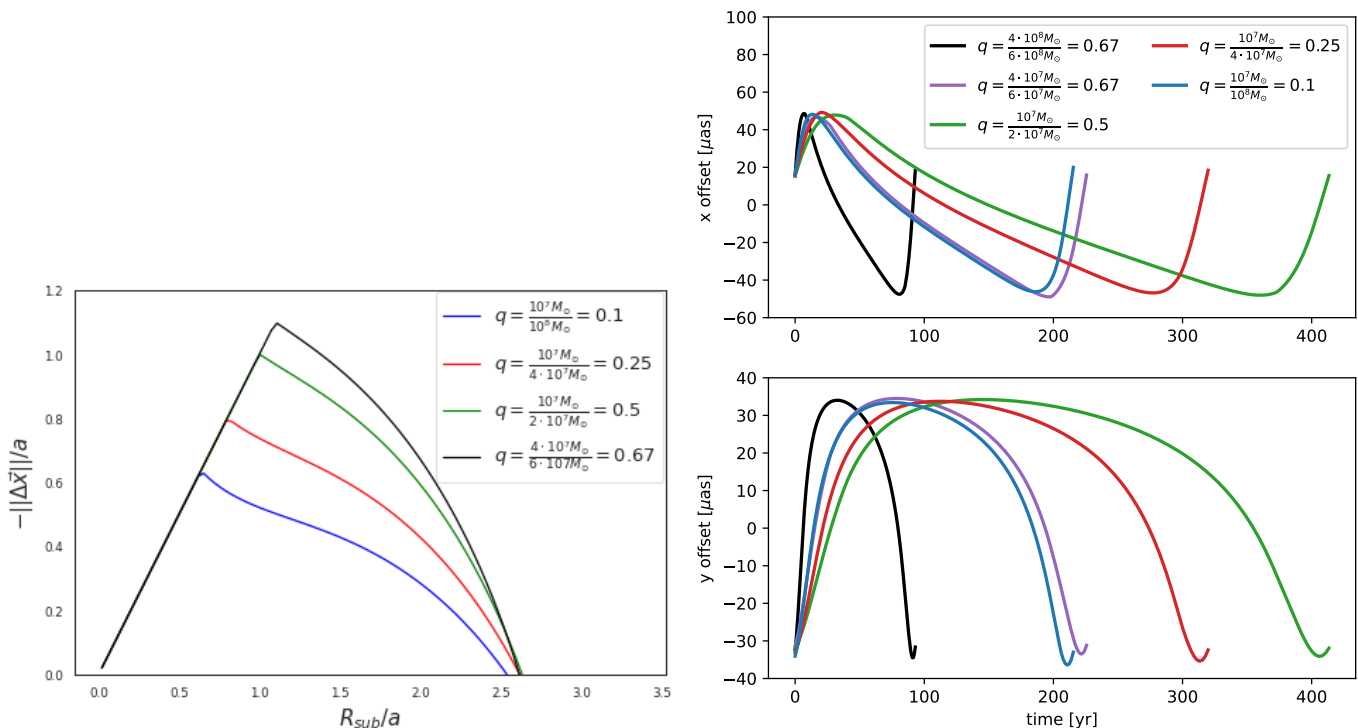 1.2
1.0
0.8
0.6
0.4
0.2
0.0
−||Δx⃗||/a
0.0 0.5 1.0 1.5 2.0 2.5 3.0 3.5
R_sub/a
q = 10⁷M☉/10⁸M☉ = 0.1
q = 10⁷M☉/4·10⁷M☉ = 0.25
q = 10⁷M☉/2·10⁷M☉ = 0.5
q = 4·10⁷M☉/6·107M☉ = 0.67
100
80
60
40
20
0
−20
−40
−60
x offset [μas]
q = 4·10⁸M☉/6·10⁸M☉ = 0.67
q = 4·10⁷M☉/6·10⁷M☉ = 0.67
q = 10⁷M☉/2·10⁷M☉ = 0.5
q = 10⁷M☉/4·10⁷M☉ = 0.25
q = 10⁷M☉/10⁸M☉ = 0.1
0 100 200 300 400
40
30
20
10
0
−10
−20
−30
−40
y offset [μas]
0 100 200 300 400
time [yr]